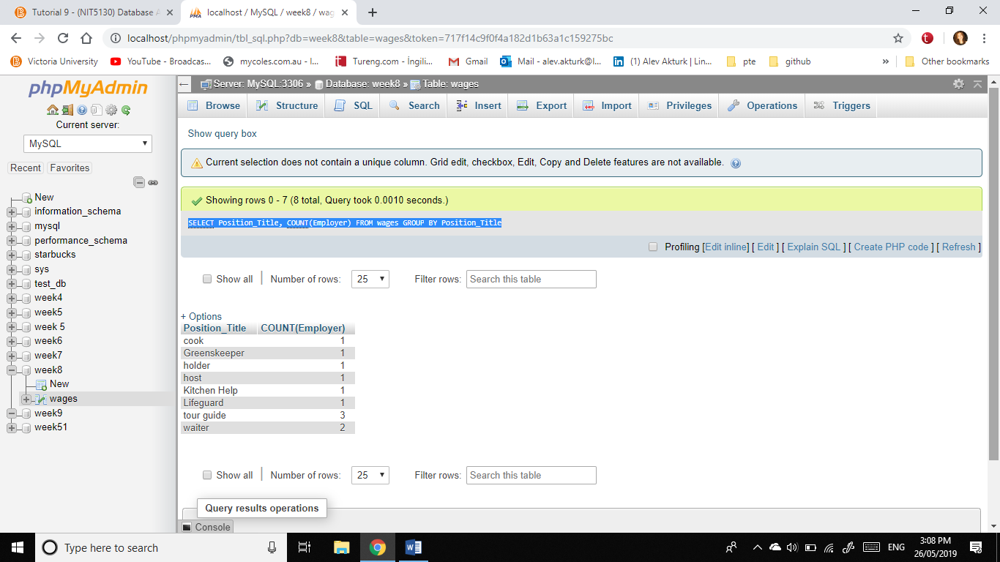 Tutorial 9 - (NIT5130) Database A
localhost / MySQL / week8 / wag
localhost/phpmyadmin/tbl_sql.php?db=week8&table=wages&token=717f14c9f0f4a182d1b63a1c159275bc
Victoria University
YouTube - Broadcas...
mycoles.com.au - I...
Tureng.com - İngili...
Gmail
Mail - alev.akturk@l...
(1) Alev Akturk | Lin...
pte
github
»
Other bookmarks
phpMyAdmin
Current server:
MySQL
Recent
Favorites
New
information_schema
mysql
performance_schema
starbucks
sys
test_db
week4
week5
week 5
week6
week7
week8
New
wages
week9
week51
Server: MySQL:3306 » Database: week8 » Table: wages
Browse
Structure
SQL
Search
Insert
Export
Import
Privileges
Operations
Triggers
Show query box
Current selection does not contain a unique column. Grid edit, checkbox, Edit, Copy and Delete features are not available.
Showing rows 0 - 7 (8 total, Query took 0.0010 seconds.)
SELECT Position_Title, COUNT(Employer) FROM wages GROUP BY Position_Title
Profiling [Edit inline] [ Edit ] [ Explain SQL ] [ Create PHP code ] [ Refresh ]
Show all | Number of rows: 25 Filter rows: Search this table
+ Options
Position_Title COUNT(Employer)
cook 1
Greenskeeper 1
holder 1
host 1
Kitchen Help 1
Lifeguard 1
tour guide 3
waiter 2
Show all | Number of rows: 25 Filter rows: Search this table
Query results operations
Console
Type here to search
ENG
3:08 PM
26/05/2019